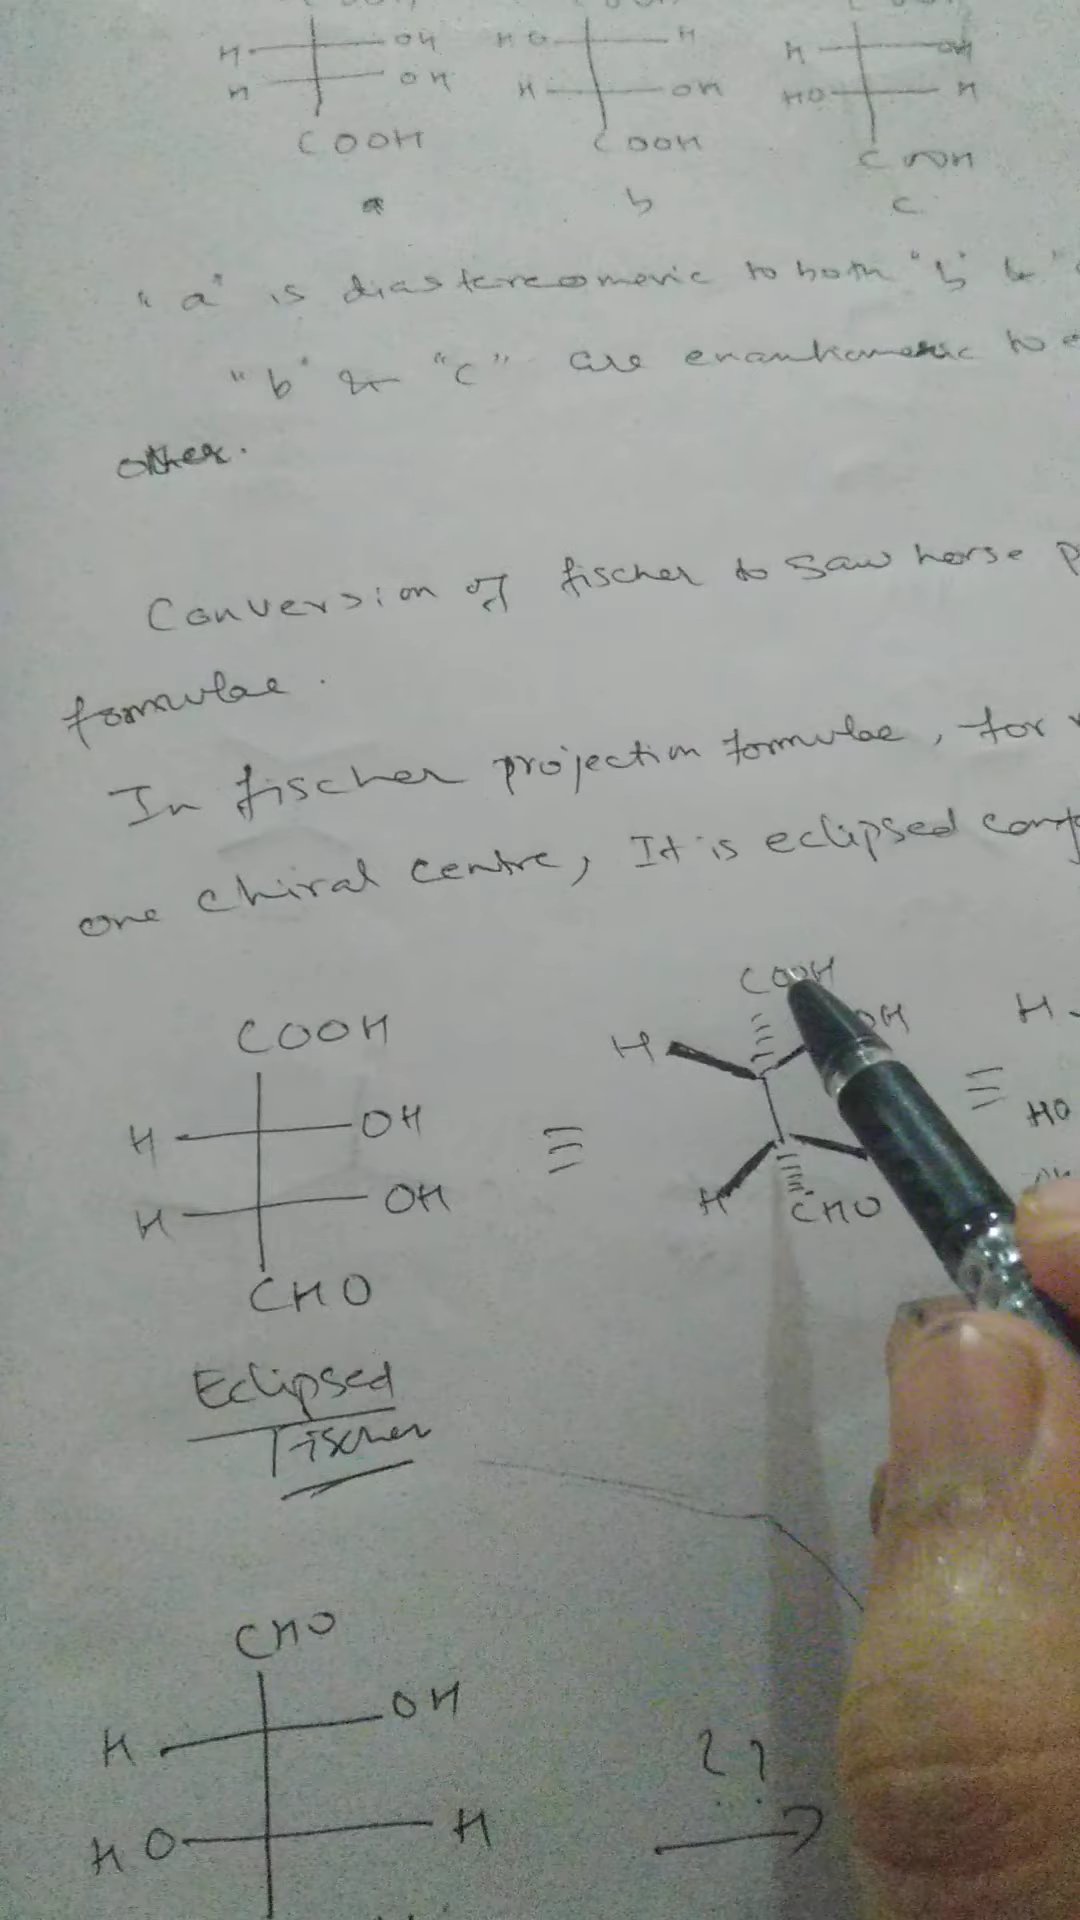 H OH HO H H OH
H OH H OH HO H
COOH COOH COOH
a b c
"a" is diastereomeric to both "b" &
"b" & "c" are enantiomeric to
other.
Conversion of fischer to saw horse
formulae.
In fischer projection formulae, for
one chiral centre, It is eclipsed
COOH
COOH
H OH H OH ≡ H
≡ HO
H OH H CHO
CHO
Eclipsed
Fischer
CHO
H OH
??
HO H